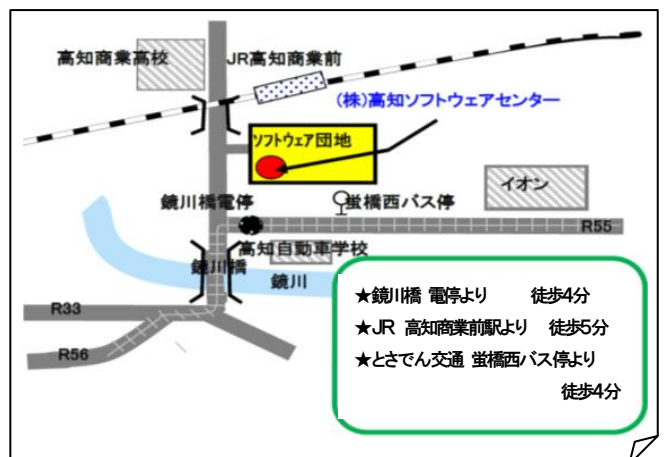 高知商業高校
JR高知商業前
(株)高知ソフトウェアセンター
ソフトウェア団地
イオン
鏡川橋電停
蛍橋西バス停
R55
高知自動車学校
鏡川橋
鏡川
R33
R56
★鏡川橋 電停より 徒歩4分
★JR 高知商業前駅より 徒歩5分
★とさでん交通 蛍橋西バス停より
徒歩4分